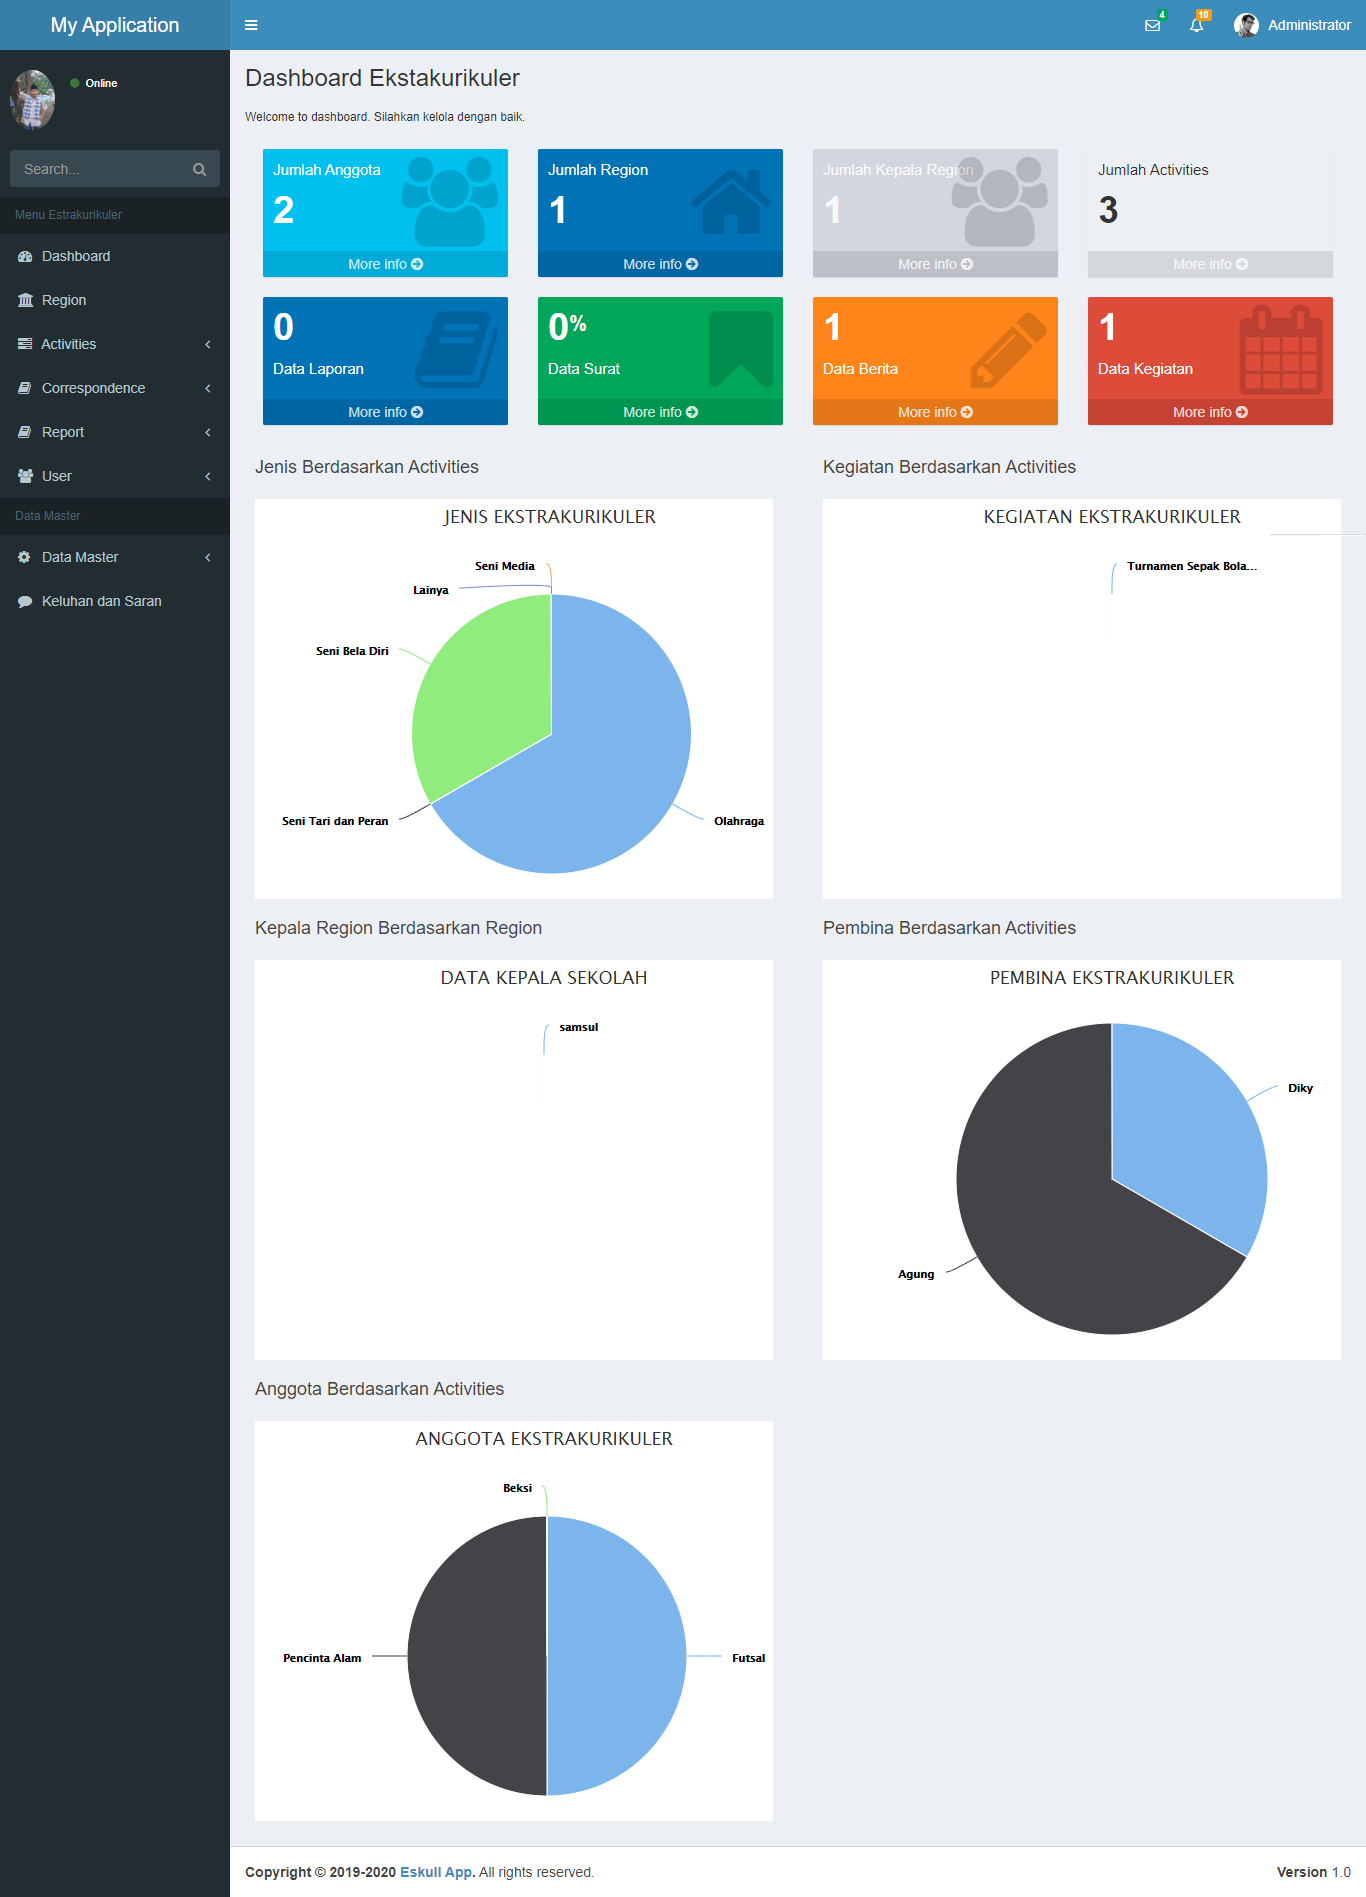 My Application
4
10
Administrator
Online
Search...
Menu Estrakurikuler
Dashboard
Region
Activities
Correspondence
Report
User
Data Master
Data Master
Keluhan dan Saran
Dashboard Ekstakurikuler
Welcome to dashboard. Silahkan kelola dengan baik.
Jumlah Anggota
2
More info
Jumlah Region
1
More info
Jumlah Kepala Region
1
More info
Jumlah Activities
3
More info
0
Data Laporan
More info
0%
Data Surat
More info
1
Data Berita
More info
1
Data Kegiatan
More info
Jenis Berdasarkan Activities
JENIS EKSTRAKURIKULER
Seni Media
Lainya
Seni Bela Diri
Seni Tari dan Peran
Olahraga
Kegiatan Berdasarkan Activities
KEGIATAN EKSTRAKURIKULER
Turnamen Sepak Bola...
Kepala Region Berdasarkan Region
DATA KEPALA SEKOLAH
samsul
Pembina Berdasarkan Activities
PEMBINA EKSTRAKURIKULER
Diky
Agung
Anggota Berdasarkan Activities
ANGGOTA EKSTRAKURIKULER
Beksi
Pencinta Alam
Futsal
Copyright © 2019-2020 Eskull App. All rights reserved.
Version 1.0